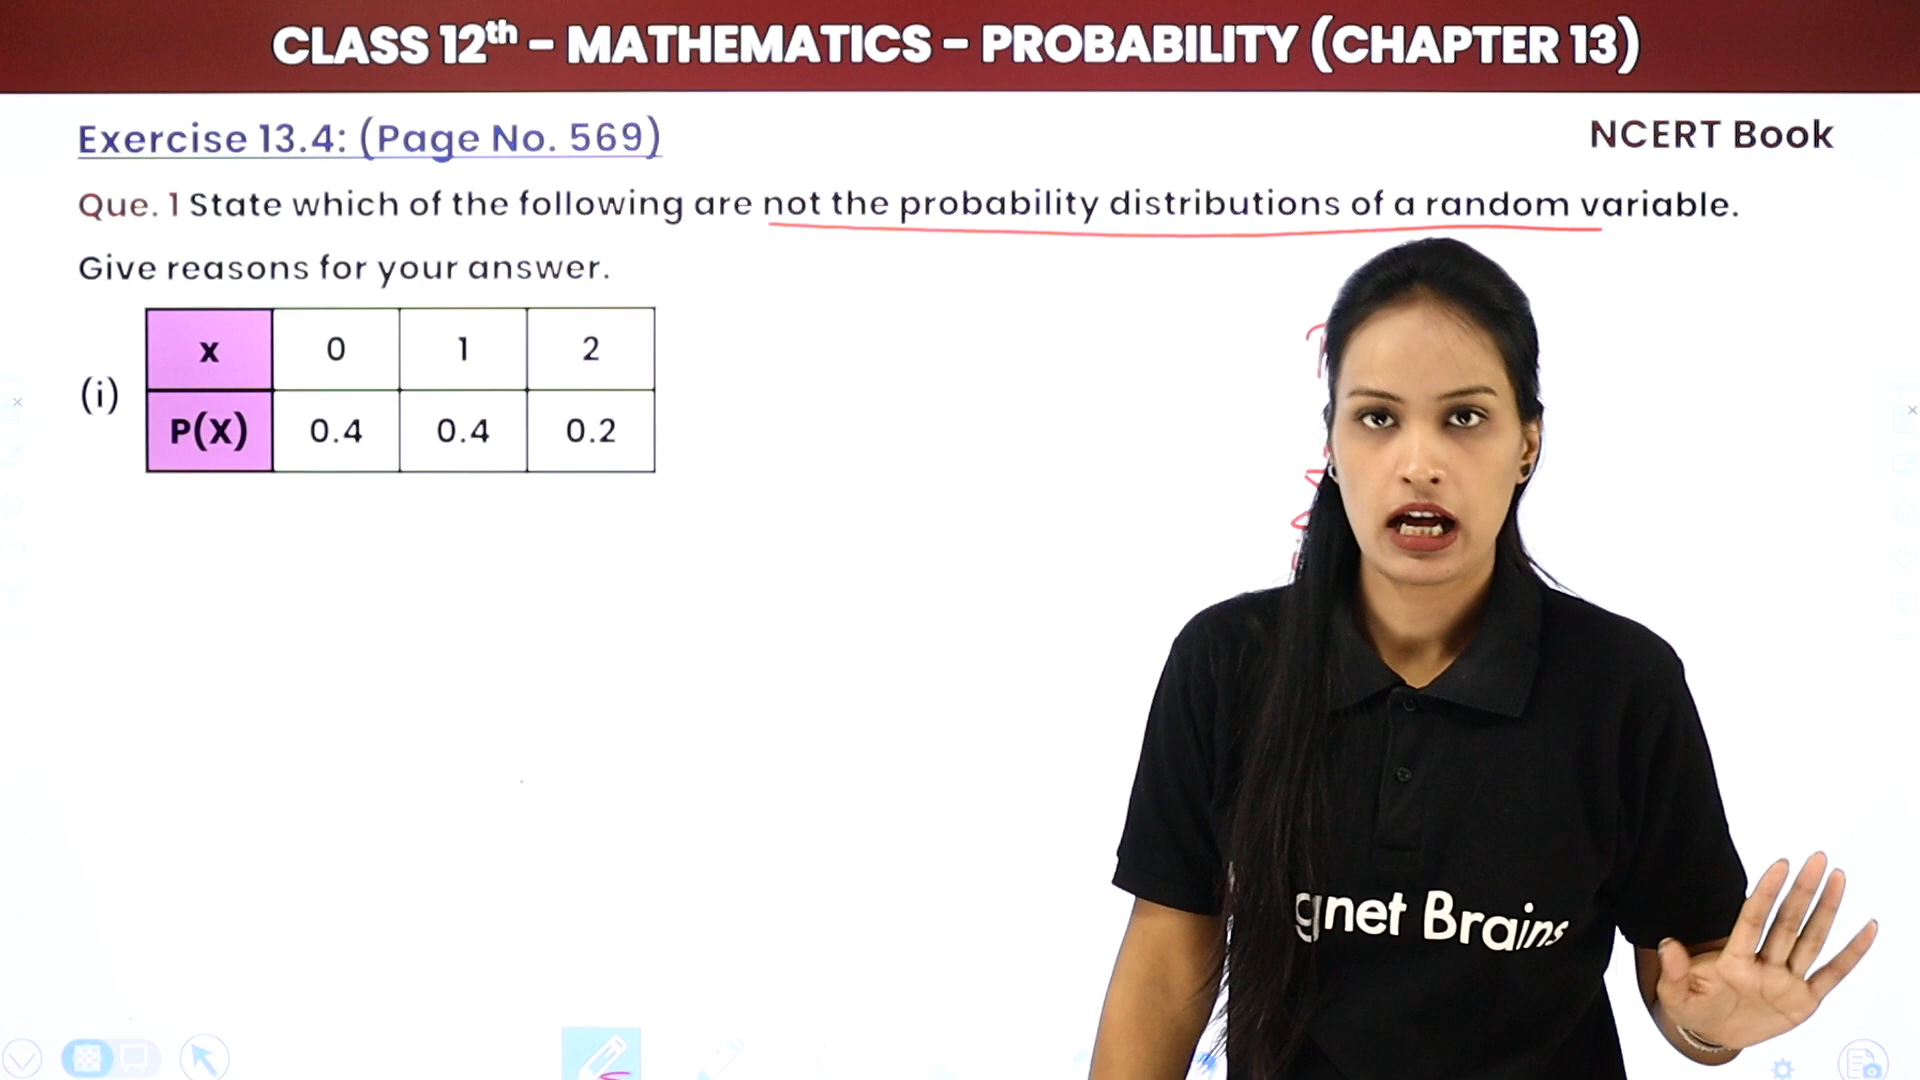 CLASS 12th - MATHEMATICS - PROBABILITY (CHAPTER 13)
Exercise 13.4: (Page No. 569)
NCERT Book
Que. 1 State which of the following are not the probability distributions of a random variable.
Give reasons for your answer.
(i)
x 0 1 2
P(X) 0.4 0.4 0.2
gnet Brains